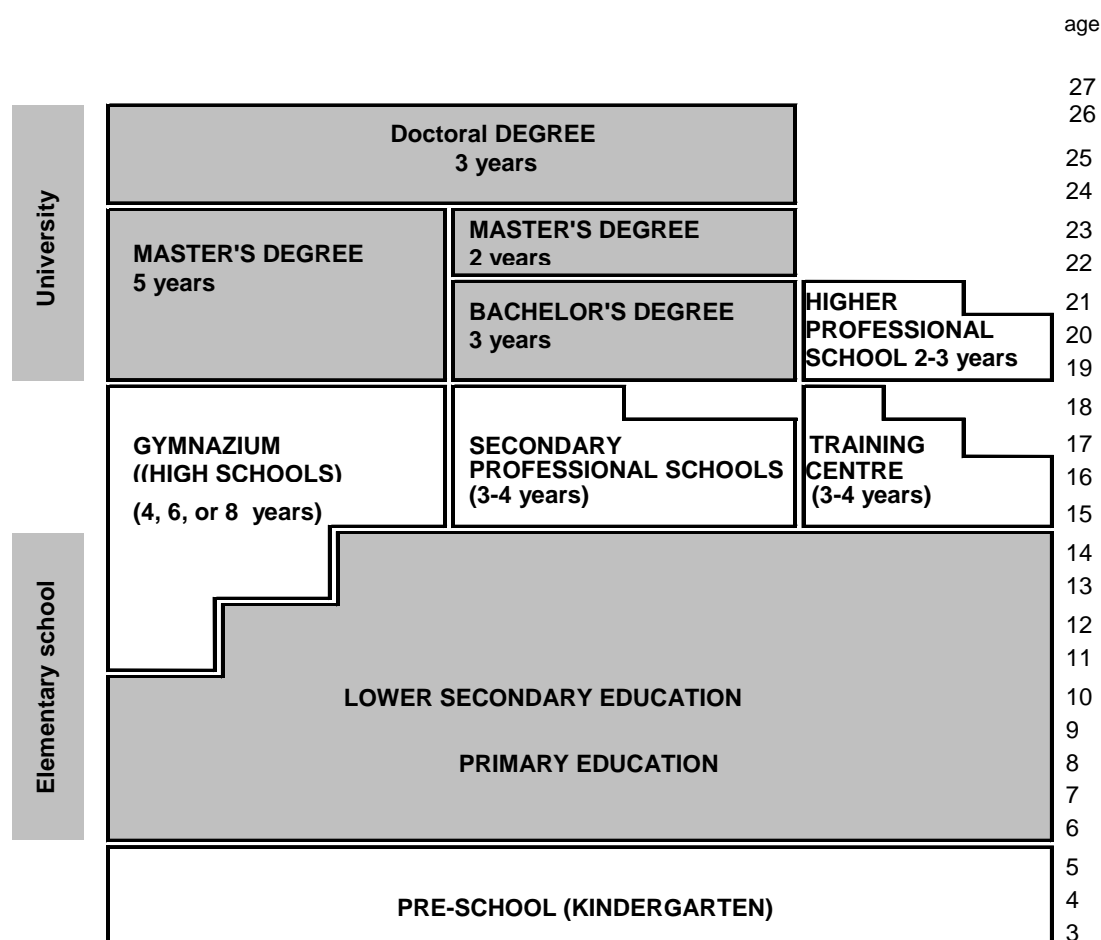 age
27
26
Doctoral DEGREE
3 years
25
24
University
MASTER'S DEGREE
5 years
MASTER'S DEGREE
2 years
23
22
BACHELOR'S DEGREE
3 years
HIGHER
PROFESSIONAL
SCHOOL 2-3 years
21
20
19
18
GYMNAZIUM
((HIGH SCHOOLS)
(4, 6, or 8 years)
SECONDARY
PROFESSIONAL SCHOOLS
(3-4 years)
TRAINING
CENTRE
(3-4 years)
17
16
15
Elementary school
14
13
12
11
LOWER SECONDARY EDUCATION
10
9
PRIMARY EDUCATION
8
7
6
5
PRE-SCHOOL (KINDERGARTEN)
4
3